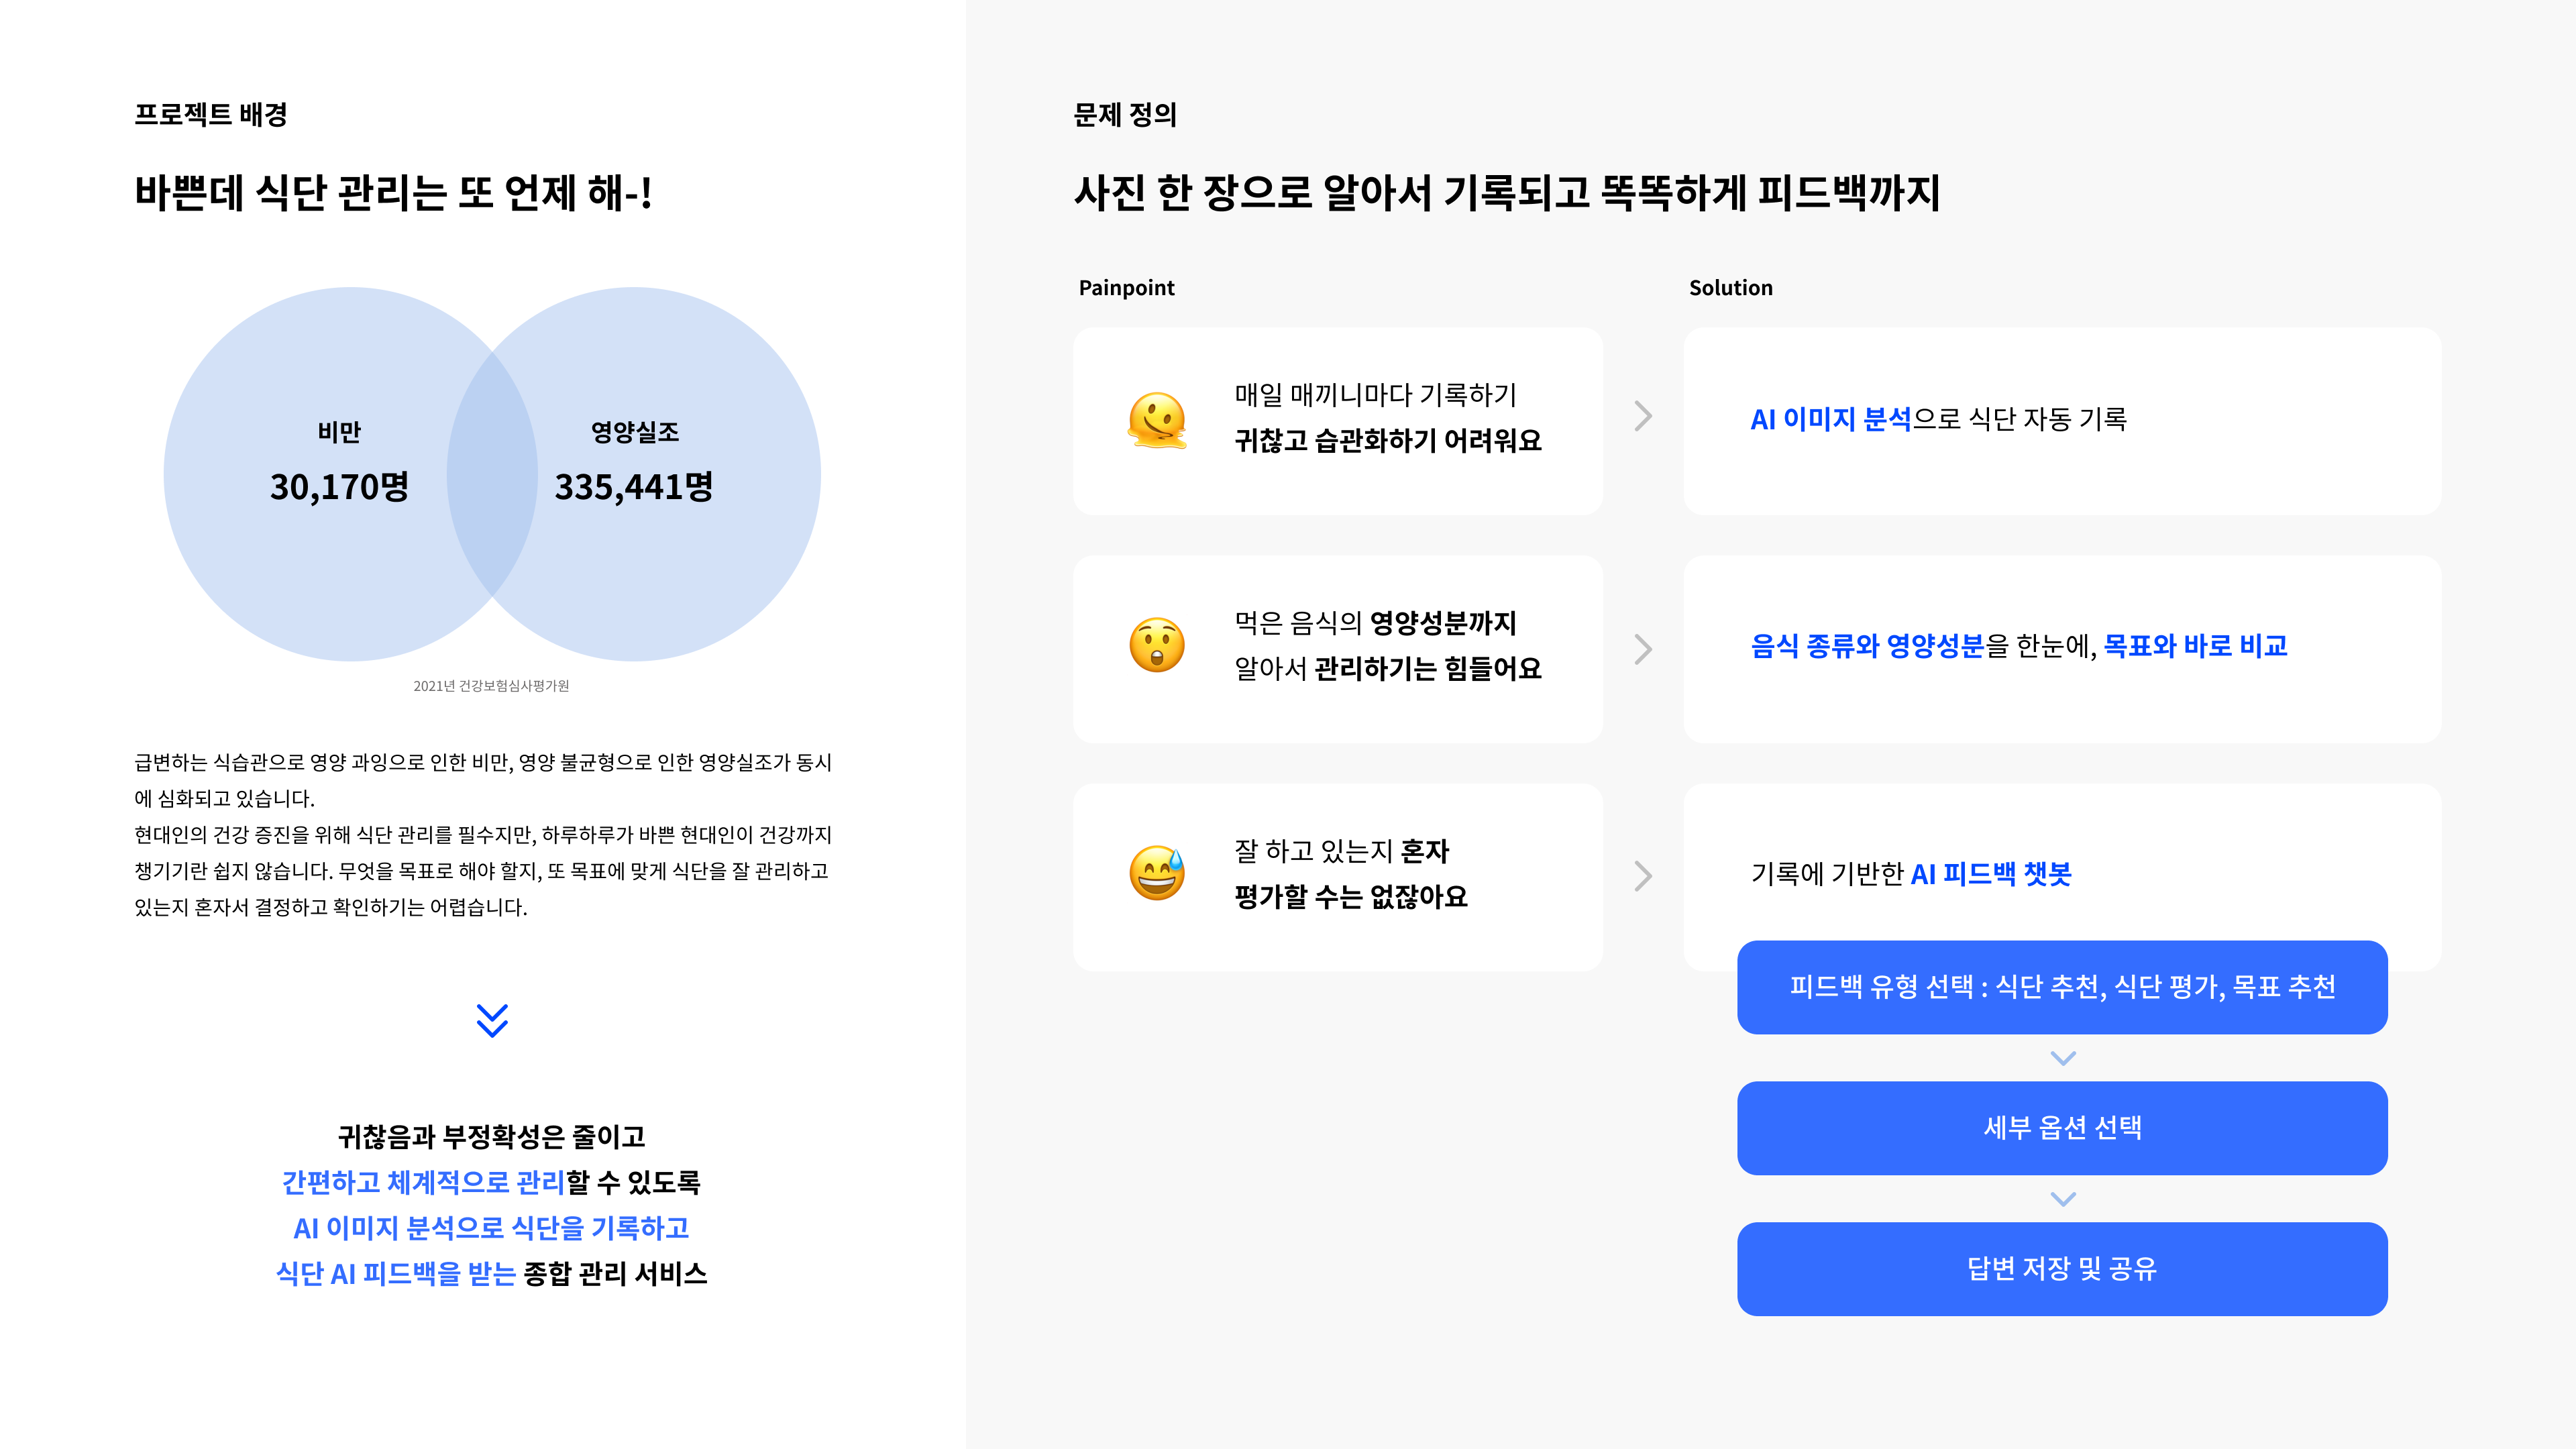 프로젝트 배경
바쁜데 식단 관리는 또 언제 해-!
비만
30,170명
영양실조
335,441명
2021년 건강보험심사평가원
급변하는 식습관으로 영양 과잉으로 인한 비만, 영양 불균형으로 인한 영양실조가 동시
에 심화되고 있습니다.
현대인의 건강 증진을 위해 식단 관리를 필수지만, 하루하루가 바쁜 현대인이 건강까지
챙기기란 쉽지 않습니다. 무엇을 목표로 해야 할지, 또 목표에 맞게 식단을 잘 관리하고
있는지 혼자서 결정하고 확인하기는 어렵습니다.
귀찮음과 부정확성은 줄이고
간편하고 체계적으로 관리할 수 있도록
AI 이미지 분석으로 식단을 기록하고
식단 AI 피드백을 받는 종합 관리 서비스
문제 정의
사진 한 장으로 알아서 기록되고 똑똑하게 피드백까지
Painpoint
Solution
매일 매끼니마다 기록하기
귀찮고 습관화하기 어려워요
AI 이미지 분석으로 식단 자동 기록
먹은 음식의 영양성분까지
알아서 관리하기는 힘들어요
음식 종류와 영양성분을 한눈에, 목표와 바로 비교
잘 하고 있는지 혼자
평가할 수는 없잖아요
기록에 기반한 AI 피드백 챗봇
피드백 유형 선택 : 식단 추천, 식단 평가, 목표 추천
세부 옵션 선택
답변 저장 및 공유